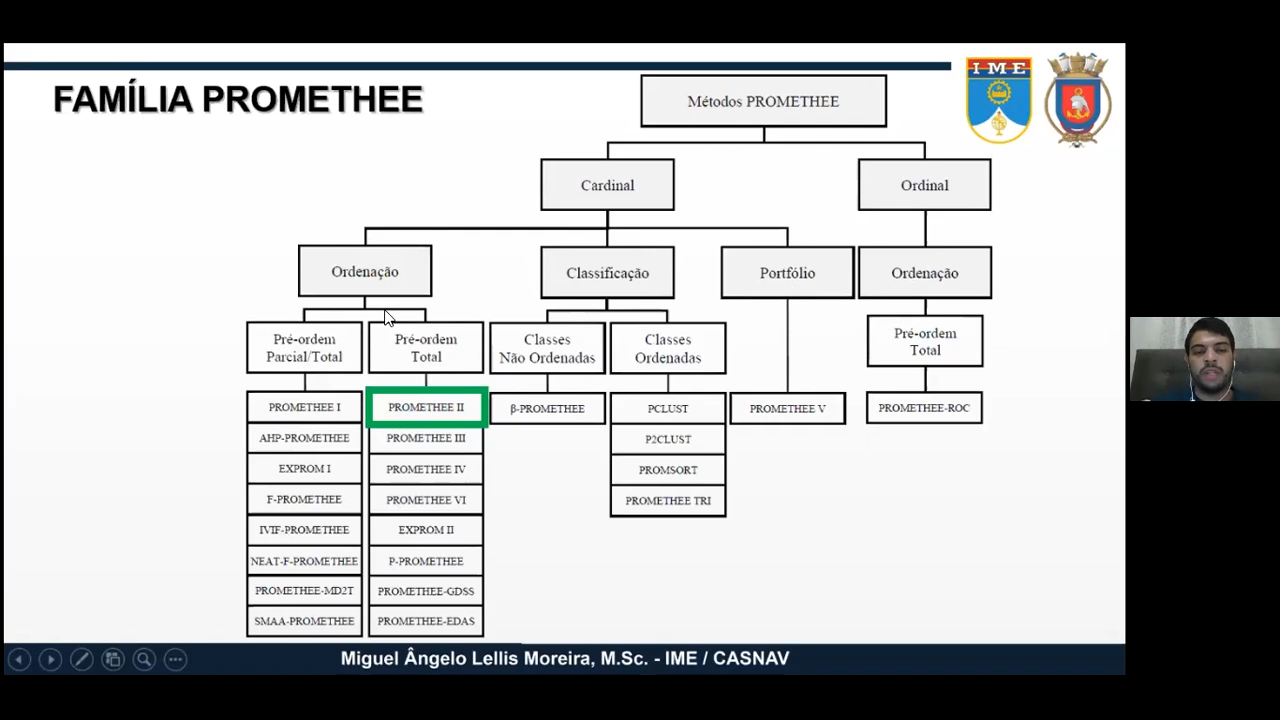 FAMÍLIA PROMETHEE
IME
Métodos PROMETHEE
Cardinal
Ordinal
Ordenação
Classificação
Portfólio
Ordenação
Pré-ordem
Parcial/Total
Pré-ordem
Total
Classes
Não Ordenadas
Classes
Ordenadas
Pré-ordem
Total
PROMETHEE I
AHP-PROMETHEE
EXPROM I
F-PROMETHEE
IVIF-PROMETHEE
NEAT-F-PROMETHEE
PROMETHEE-MD2T
SMAA-PROMETHEE
PROMETHEE II
PROMETHEE III
PROMETHEE IV
PROMETHEE VI
EXPROM II
P-PROMETHEE
PROMETHEE-GDSS
PROMETHEE-EDAS
β-PROMETHEE
PCLUST
P2CLUST
PROMSORT
PROMETHEE TRI
PROMETHEE V
PROMETHEE-ROC
Miguel Ângelo Lellis Moreira, M.Sc. - IME / CASNAV